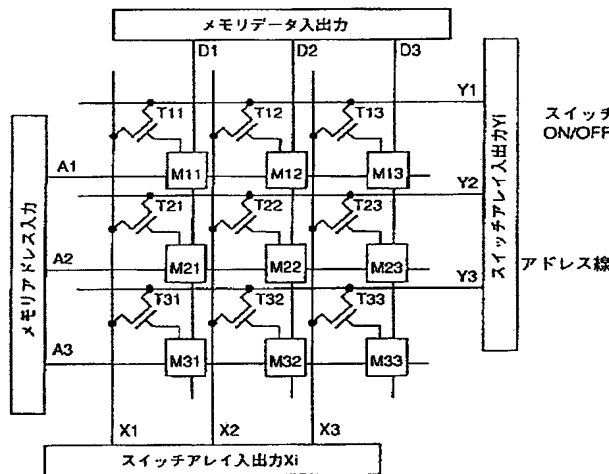 メモリデータ入出力
D1 D2 D3
Y1
T11 T12 T13
スイッチ
ON/OFF
A1
M11 M12 M13
Y2
T21 T22 T23
スイッチアレイ入出力Yi
メモリアドレス入力
A2
M21 M22 M23
アドレス線
Y3
T31 T32 T33
A3
M31 M32 M33
X1 X2 X3
スイッチアレイ入出力Xi